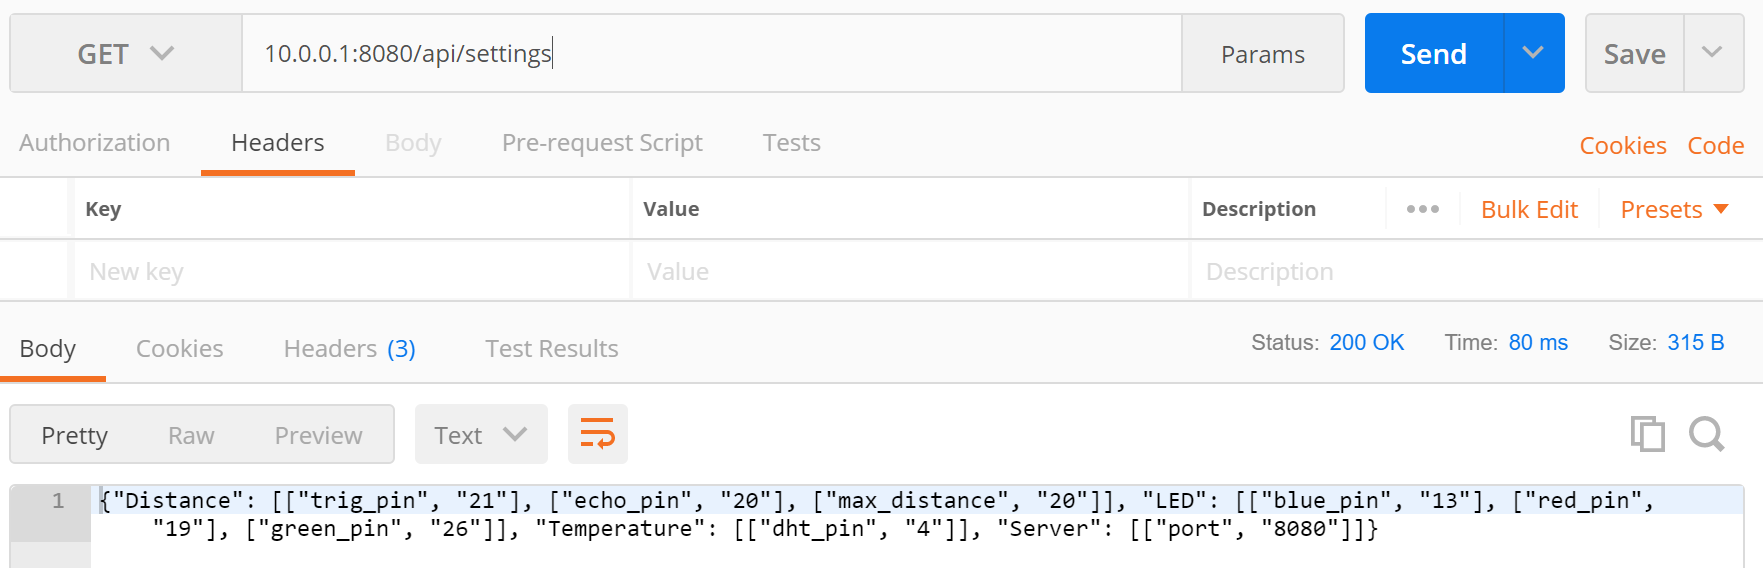 GET 10.0.0.1:8080/api/settings Params Send Save
Authorization Headers Body Pre-request Script Tests Cookies Code
Key Value Description ••• Bulk Edit Presets
New key Value Description
Body Cookies Headers (3) Test Results Status: 200 OK Time: 80 ms Size: 315 B
Pretty Raw Preview Text
1 {"Distance": [["trig_pin", "21"], ["echo_pin", "20"], ["max_distance", "20"]], "LED": [["blue_pin", "13"], ["red_pin",
"19"], ["green_pin", "26"]], "Temperature": [["dht_pin", "4"]], "Server": [["port", "8080"]]}